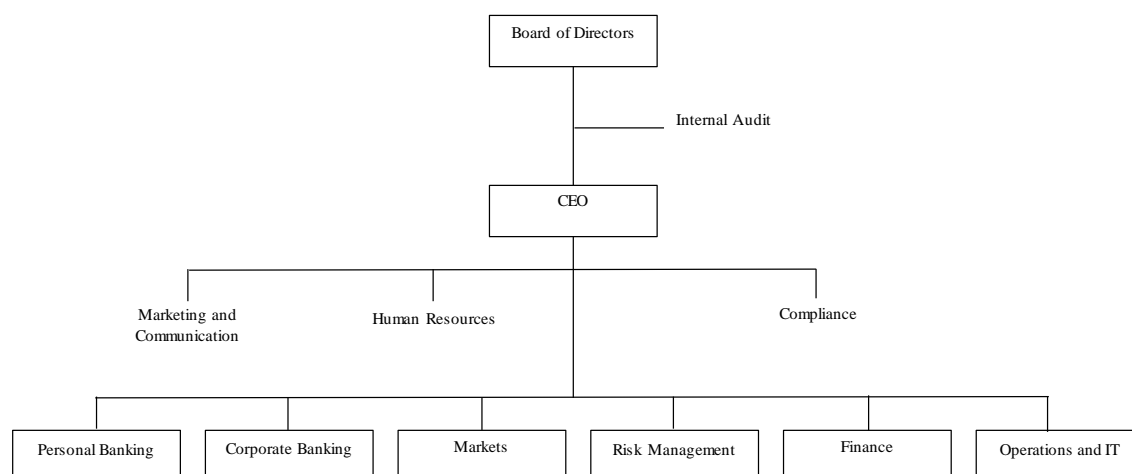 Board of Directors
Internal Audit
CEO
Marketing and
Communication
Human Resources
Compliance
Personal Banking
Corporate Banking
Markets
Risk Management
Finance
Operations and IT